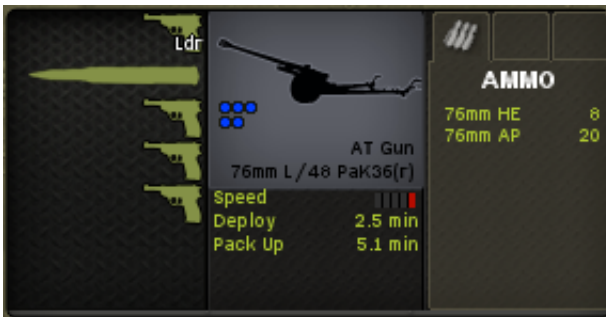 Ldr
AT Gun
76mm L/48 PaK36(r)
Speed
Deploy 2.5 min
Pack Up 5.1 min
AMMO
76mm HE 8
76mm AP 20